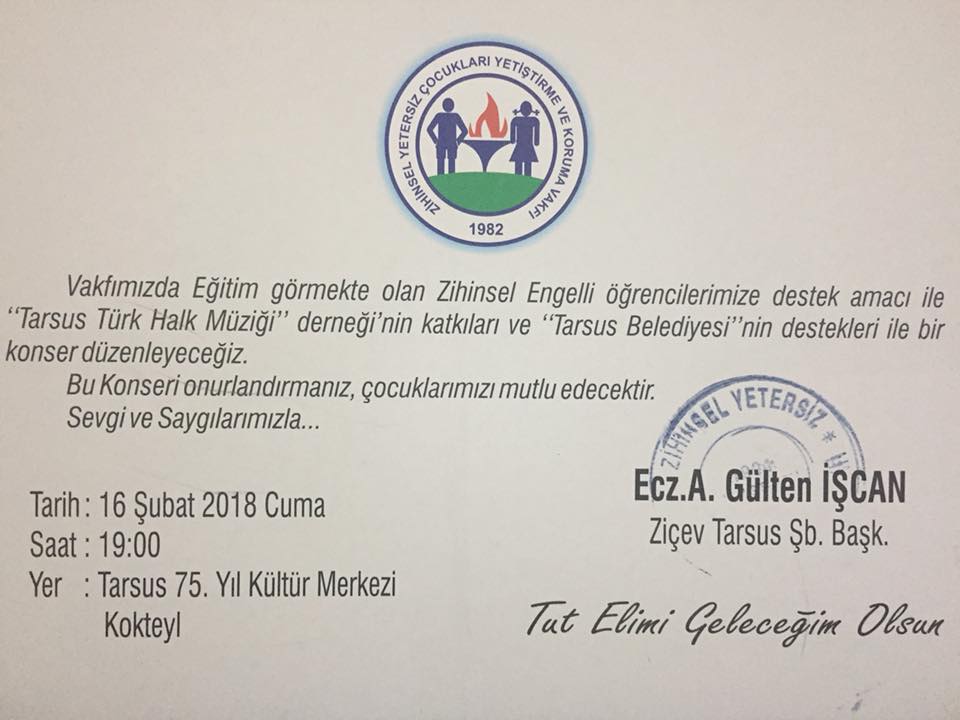 ZİHİNSEL YETERSİZ ÇOCUKLARI YETİŞTİRME VE KORUMA VAKFI
1982
Vakfımızda Eğitim görmekte olan Zihinsel Engelli öğrencilerimize destek amacı ile
‘‘Tarsus Türk Halk Müziği’’ derneği’nin katkıları ve ‘‘Tarsus Belediyesi’’nin destekleri ile bir
konser düzenleyeceğiz.
Bu Konseri onurlandırmanız, çocuklarımızı mutlu edecektir.
Sevgi ve Saygılarımızla...
ZİHİNSEL YETERSİZ *
Ecz.A. Gülten İŞCAN
Ziçev Tarsus Şb. Başk.
Tarih : 16 Şubat 2018 Cuma
Saat : 19:00
Yer : Tarsus 75. Yıl Kültür Merkezi
Kokteyl
Tut Elimi Geleceğim Olsun